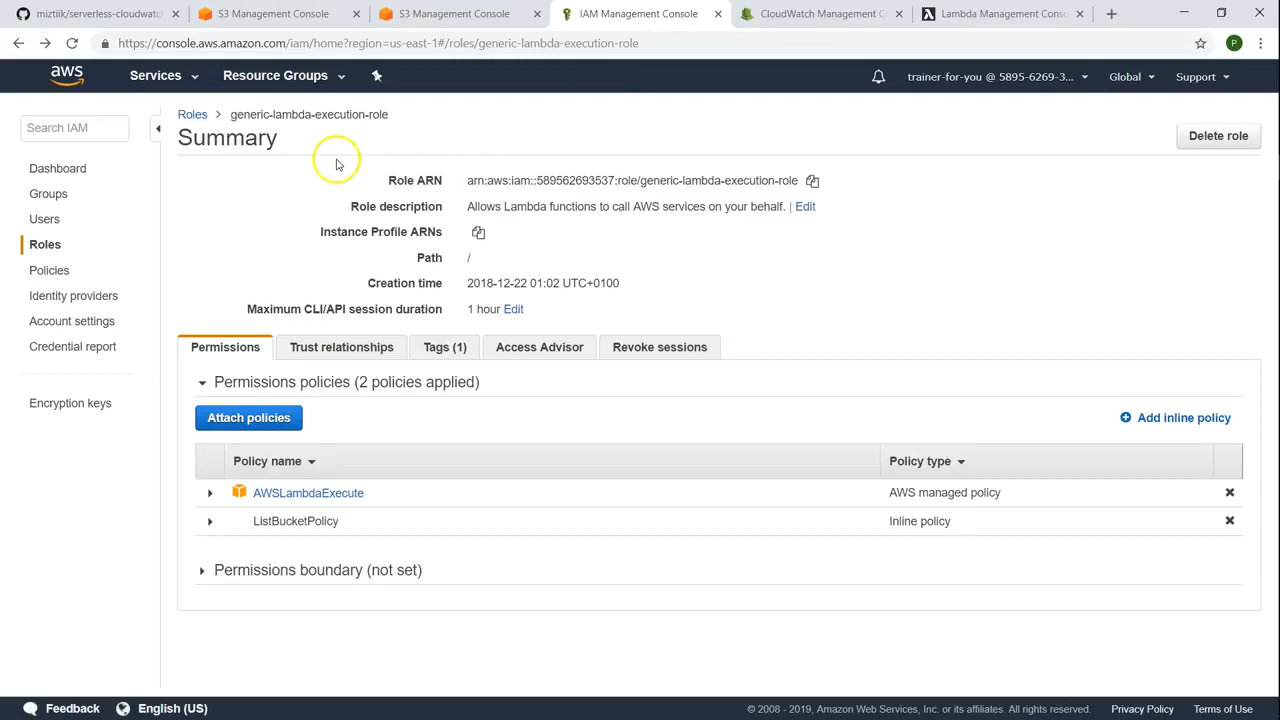 miztiik/serverless-cloudwatch
S3 Management Console
S3 Management Console
IAM Management Console
CloudWatch Management C
Lambda Management Conso
https://console.aws.amazon.com/iam/home?region=us-east-1#/roles/generic-lambda-execution-role
P
aws
Services
Resource Groups
trainer-for-you @ 5895-6269-3...
Global
Support
Search IAM
Dashboard
Groups
Users
Roles
Policies
Identity providers
Account settings
Credential report
Encryption keys
Roles > generic-lambda-execution-role
Summary
Delete role
Role ARN arn:aws:iam::589562693537:role/generic-lambda-execution-role
Role description Allows Lambda functions to call AWS services on your behalf. | Edit
Instance Profile ARNs
Path /
Creation time 2018-12-22 01:02 UTC+0100
Maximum CLI/API session duration 1 hour Edit
Permissions Trust relationships Tags (1) Access Advisor Revoke sessions
Permissions policies (2 policies applied)
Attach policies
Add inline policy
Policy name Policy type
AWSLambdaExecute AWS managed policy
ListBucketPolicy Inline policy
Permissions boundary (not set)
Feedback English (US)
© 2008 - 2019, Amazon Web Services, Inc. or its affiliates. All rights reserved. Privacy Policy Terms of Use